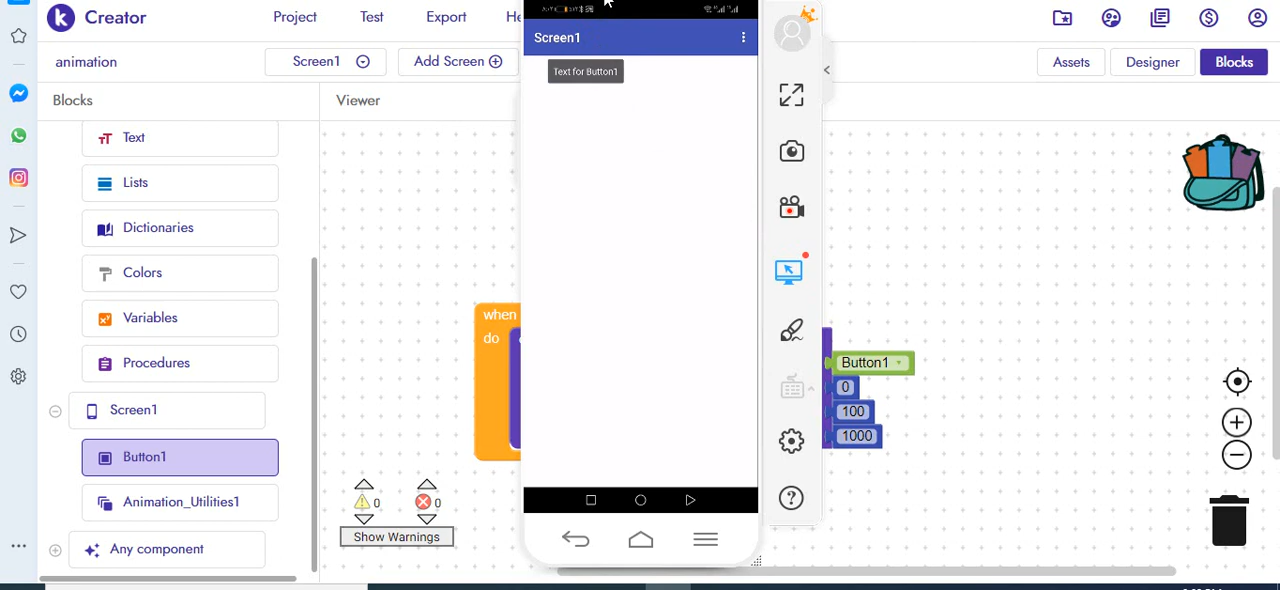 Creator
Project
Test
Export
He
animation
Screen1
Add Screen
Assets
Designer
Blocks
Blocks
Viewer
Text
Lists
Dictionaries
Colors
Variables
Procedures
Screen1
Button1
Animation_Utilities1
Any component
Screen1
Text for Button1
when
do
Button1
0
100
1000
0
0
Show Warnings